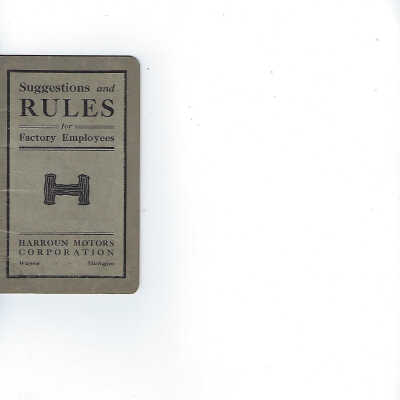 Suggestions and
RULES
for
Factory Employees
H
HARROUN MOTORS
CORPORATION
Wayne Michigan